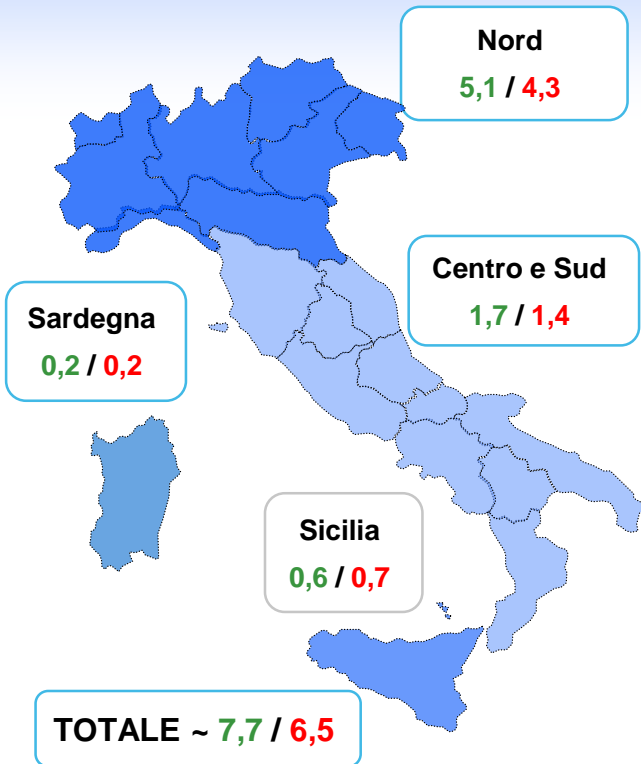 Nord
5,1 / 4,3
Centro e Sud
1,7 / 1,4
Sardegna
0,2 / 0,2
Sicilia
0,6 / 0,7
TOTALE ~ 7,7 / 6,5